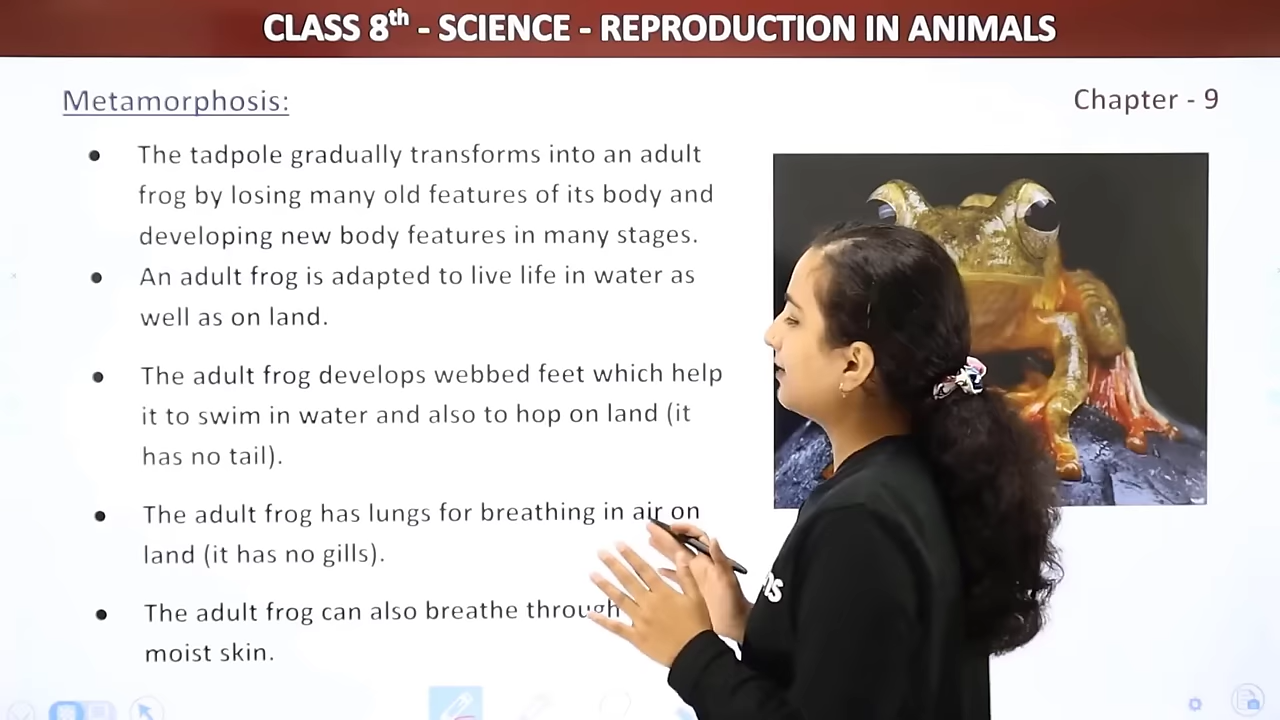 CLASS 8th - SCIENCE - REPRODUCTION IN ANIMALS
Metamorphosis:
Chapter - 9
● The tadpole gradually transforms into an adult
frog by losing many old features of its body and
developing new body features in many stages.
● An adult frog is adapted to live life in water as
well as on land.
● The adult frog develops webbed feet which help
it to swim in water and also to hop on land (it
has no tail).
● The adult frog has lungs for breathing in air on
land (it has no gills).
● The adult frog can also breathe through
moist skin.